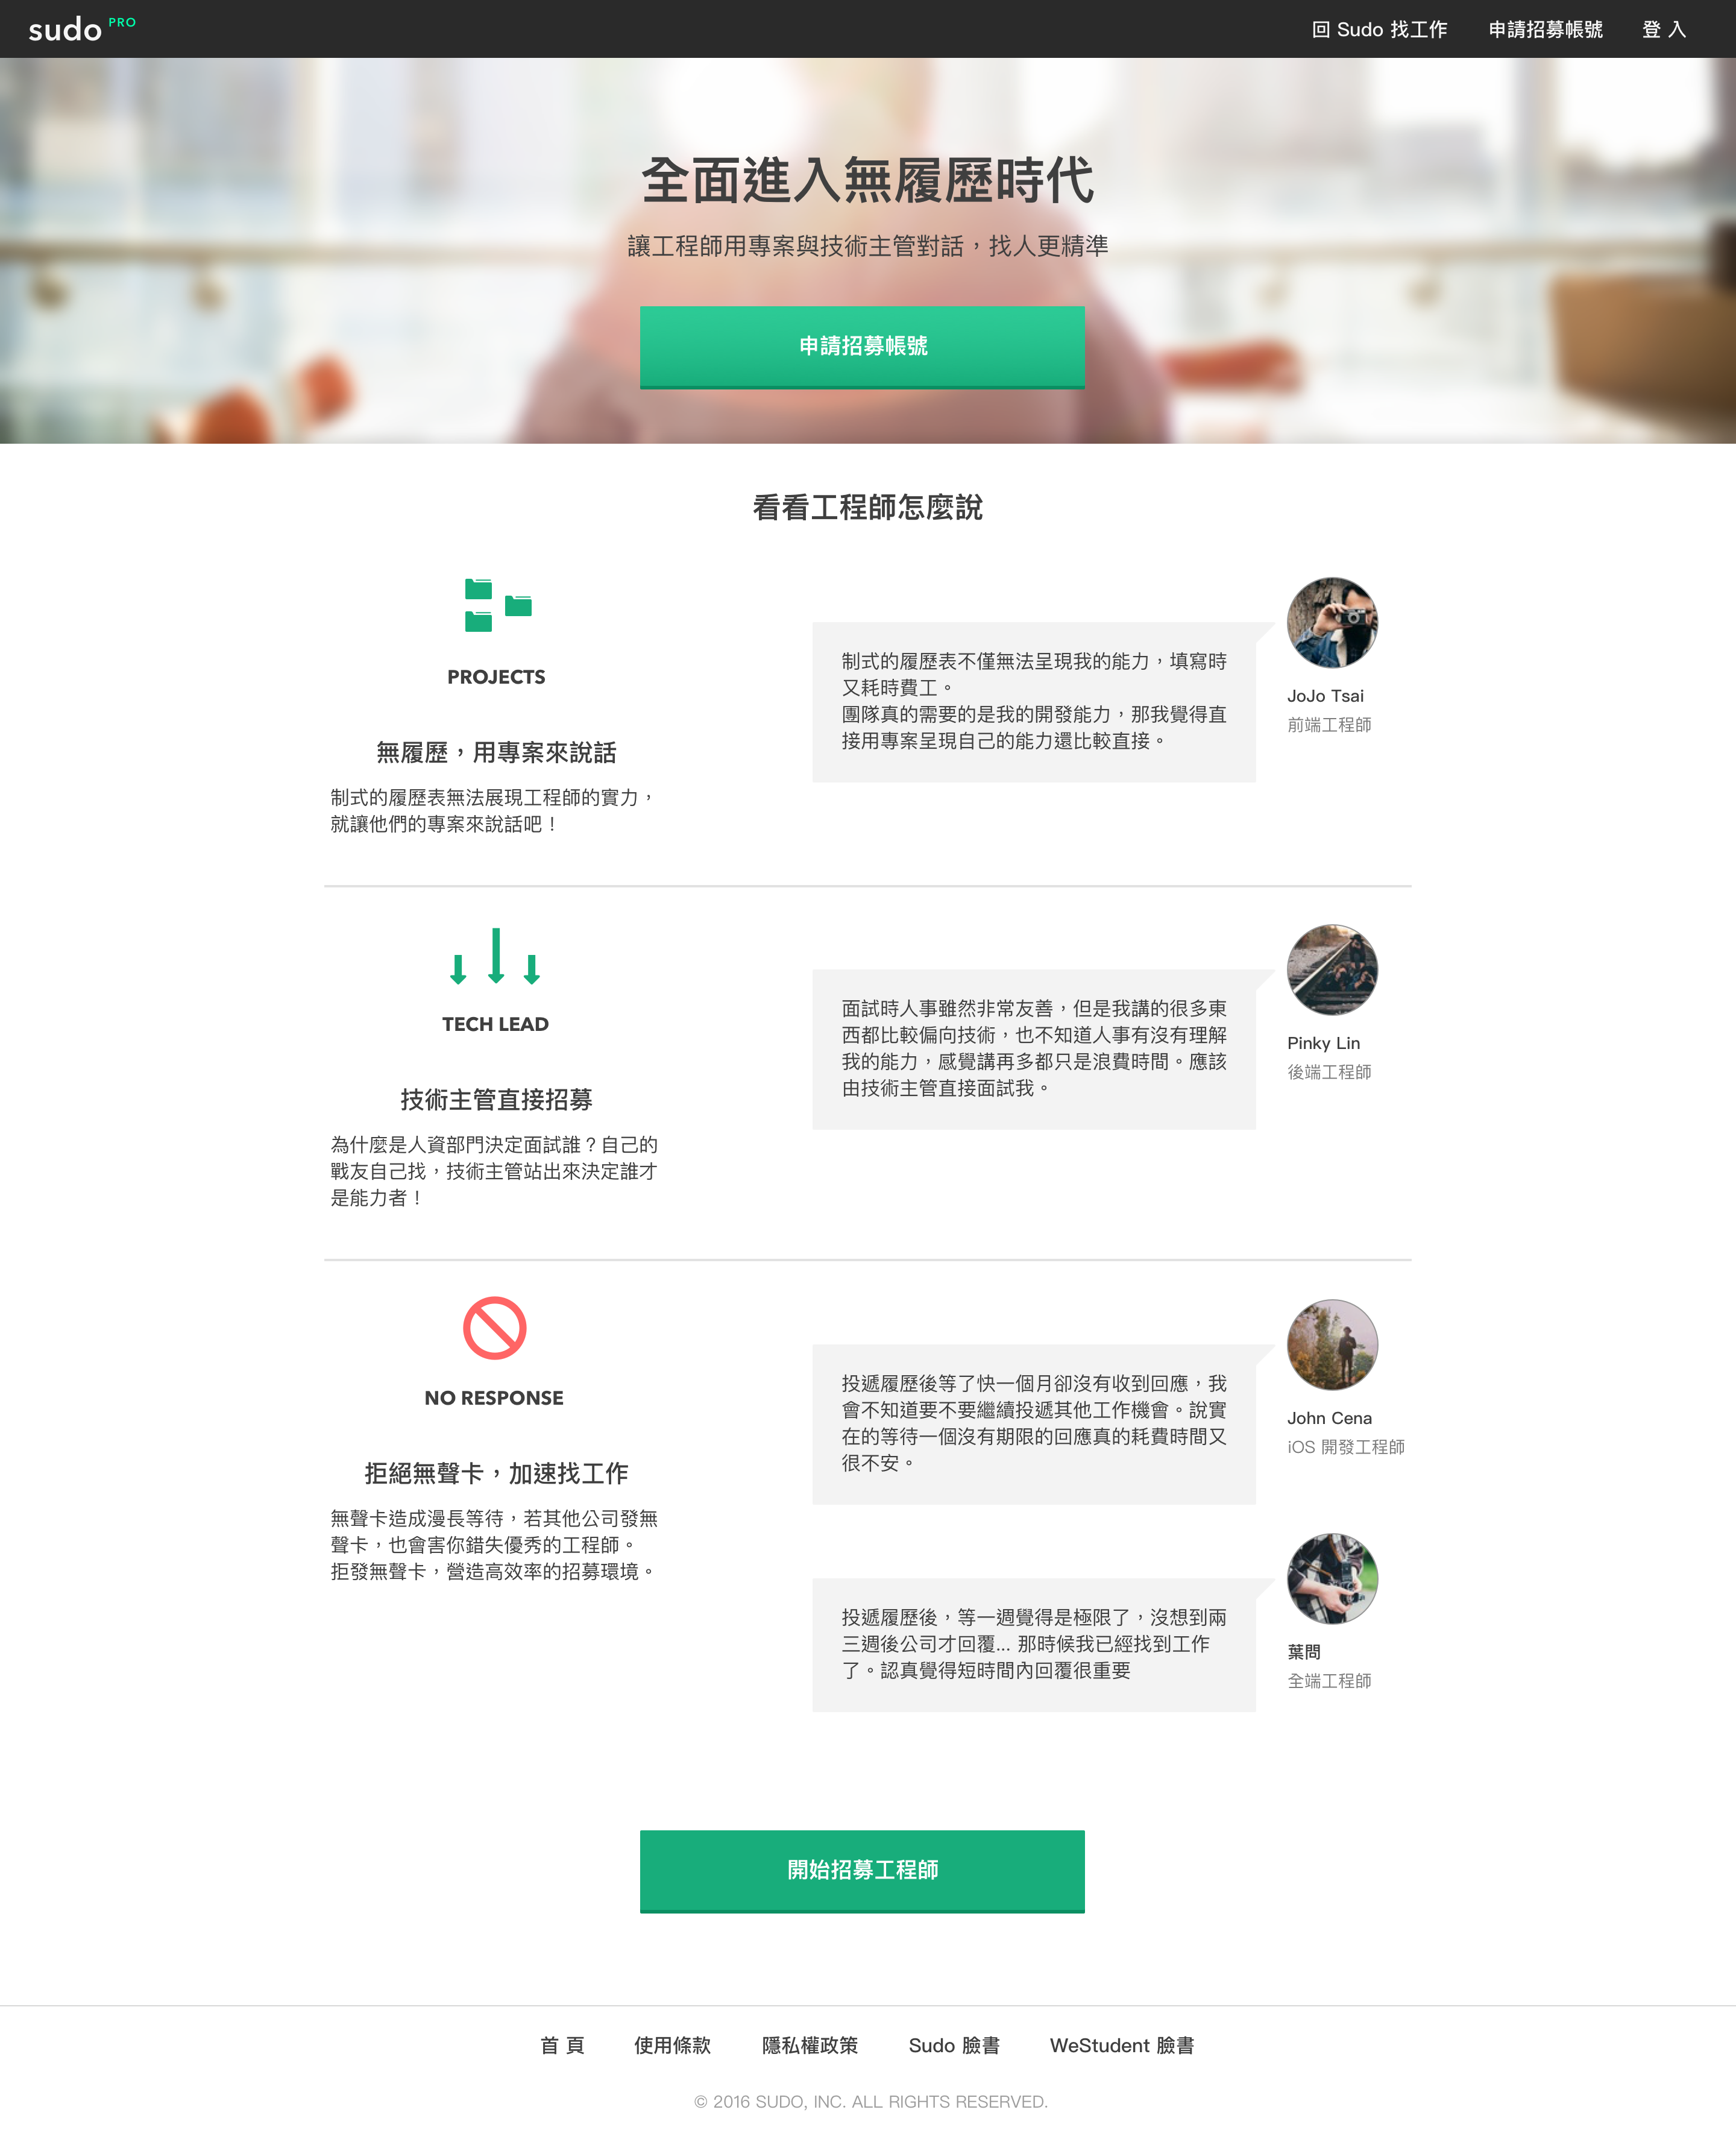 sudo PRO
回 Sudo 找工作
申請招募帳號
登 入
全面進入無履歷時代
讓工程師用專案與技術主管對話，找人更精準
申請招募帳號
看看工程師怎麼說
PROJECTS
無履歷，用專案來說話
制式的履歷表無法展現工程師的實力，
就讓他們的專案來說話吧！
制式的履歷表不僅無法呈現我的能力，填寫時
又耗時費工。
團隊真的需要的是我的開發能力，那我覺得直
接用專案呈現自己的能力還比較直接。
JoJo Tsai
前端工程師
TECH LEAD
技術主管直接招募
為什麼是人資部門決定面試誰？自己的
戰友自己找，技術主管站出來決定誰才
是能力者！
面試時人事雖然非常友善，但是我講的很多東
西都比較偏向技術，也不知道人事有沒有理解
我的能力，感覺講再多都只是浪費時間。應該
由技術主管直接面試我。
Pinky Lin
後端工程師
NO RESPONSE
拒絕無聲卡，加速找工作
無聲卡造成漫長等待，若其他公司發無
聲卡，也會害你錯失優秀的工程師。
拒發無聲卡，營造高效率的招募環境。
投遞履歷後等了快一個月卻沒有收到回應，我
會不知道要不要繼續投遞其他工作機會。說實
在的等待一個沒有期限的回應真的耗費時間又
很不安。
John Cena
iOS 開發工程師
投遞履歷後，等一週覺得是極限了，沒想到兩
三週後公司才回覆... 那時候我已經找到工作
了。認真覺得短時間內回覆很重要
葉問
全端工程師
開始招募工程師
首 頁
使用條款
隱私權政策
Sudo 臉書
WeStudent 臉書
© 2016 SUDO, INC. ALL RIGHTS RESERVED.